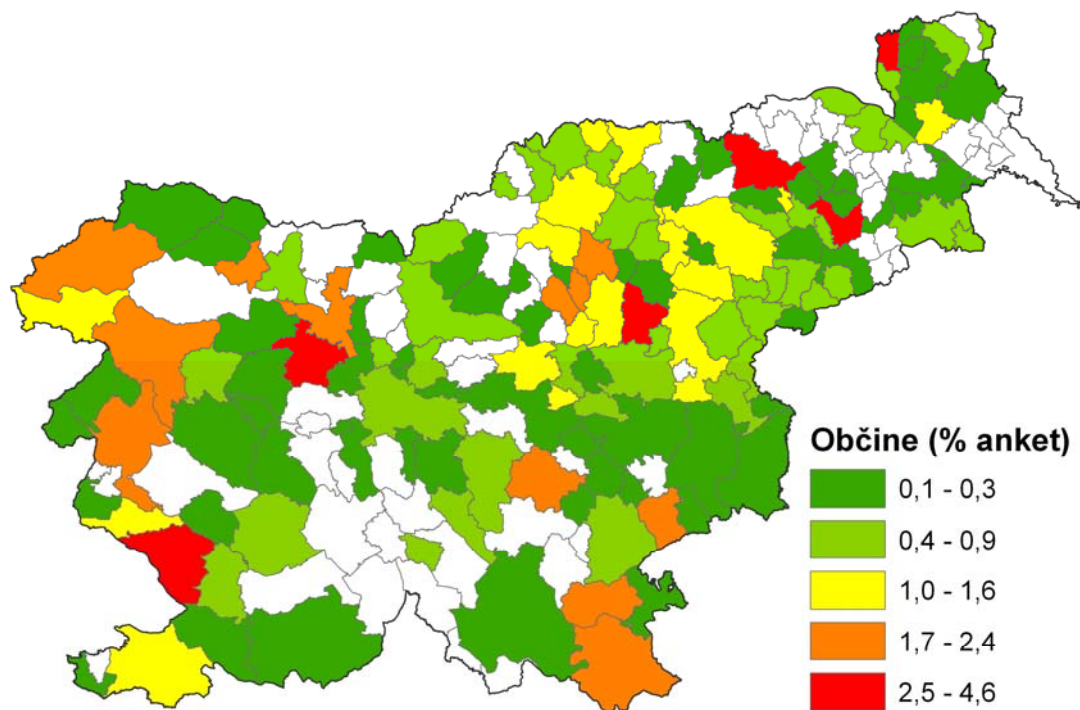 Občine (% anket)
0,1 - 0,3
0,4 - 0,9
1,0 - 1,6
1,7 - 2,4
2,5 - 4,6